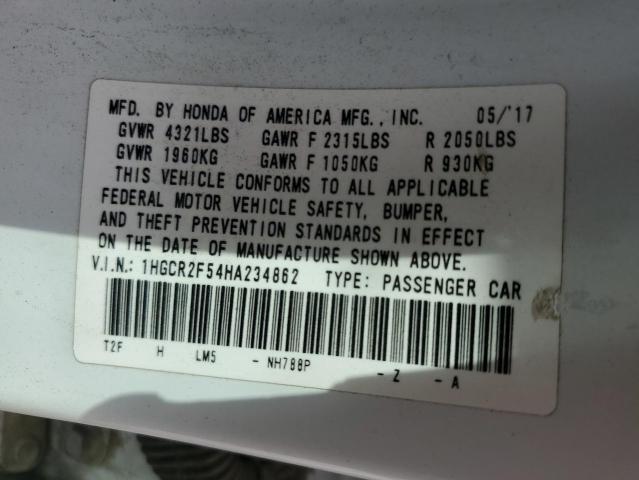 MFD. BY HONDA OF AMERICA MFG., INC. 05/'17
GVWR 4321LBS GAWR F 2315LBS R 2050LBS
GVWR 1960KG GAWR F 1050KG R 930KG
THIS VEHICLE CONFORMS TO ALL APPLICABLE
FEDERAL MOTOR VEHICLE SAFETY, BUMPER,
AND THEFT PREVENTION STANDARDS IN EFFECT
ON THE DATE OF MANUFACTURE SHOWN ABOVE.
V.I.N.: 1HGCR2F54HA234862 TYPE: PASSENGER CAR
T2F H LM5 - NH788P - Z - A